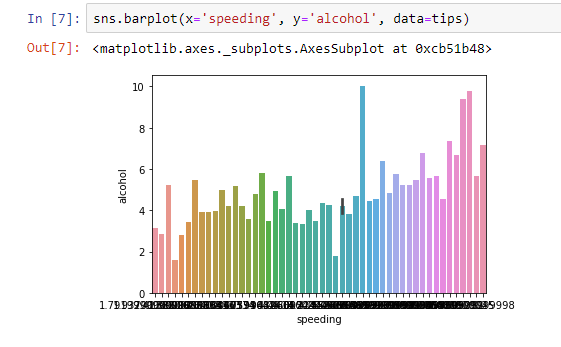 In [7]: sns.barplot(x='speeding', y='alcohol', data=tips)
Out[7]: <matplotlib.axes._subplots.AxesSubplot at 0xcb51b48>
10
8
6
alcohol
4
2
0
speeding